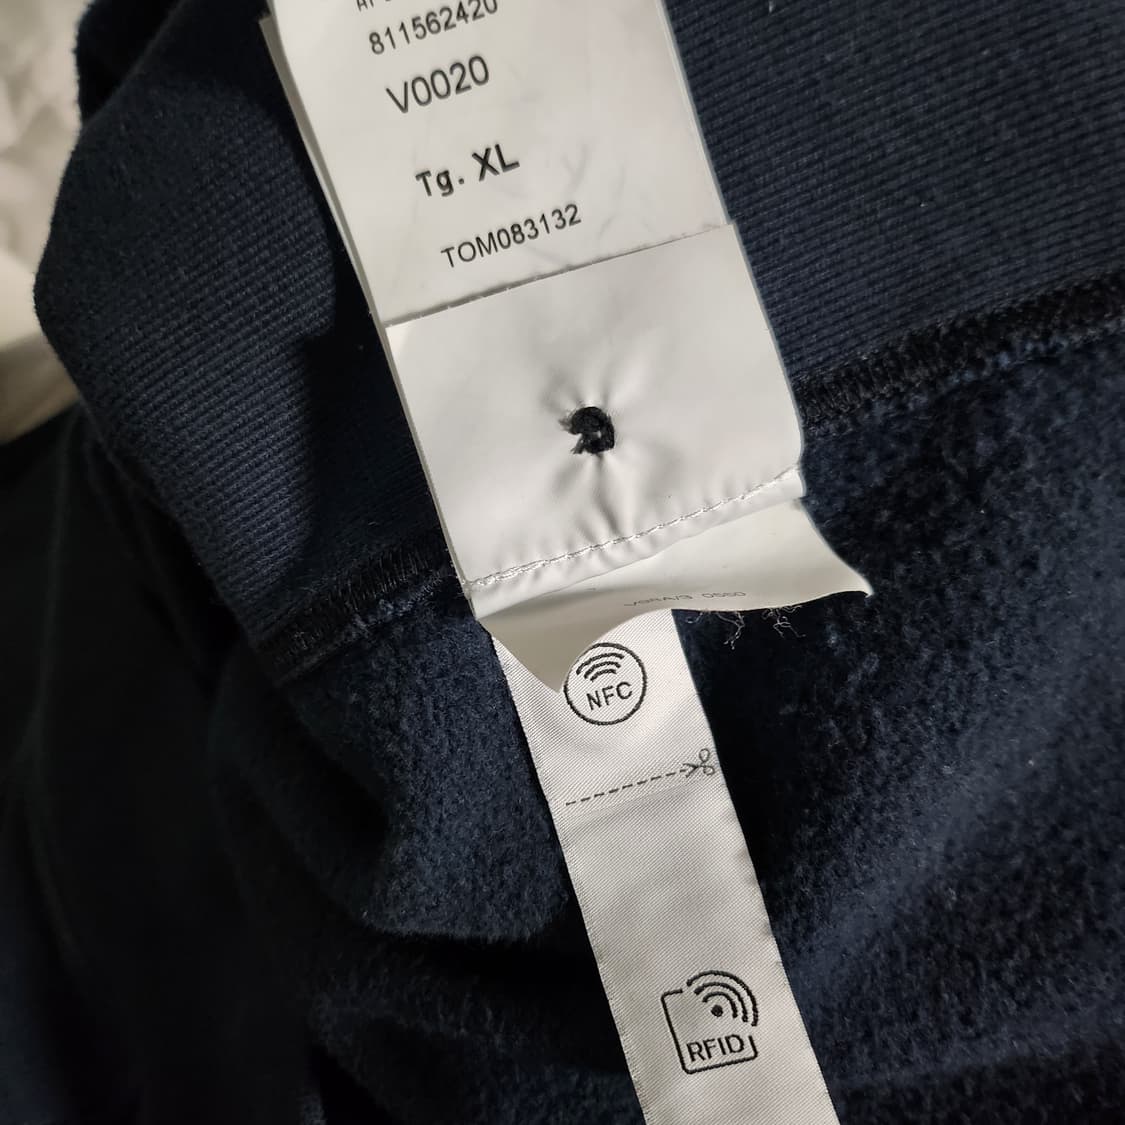 811562420
V0020
Tg. XL
TOM083132
NFC
RFID